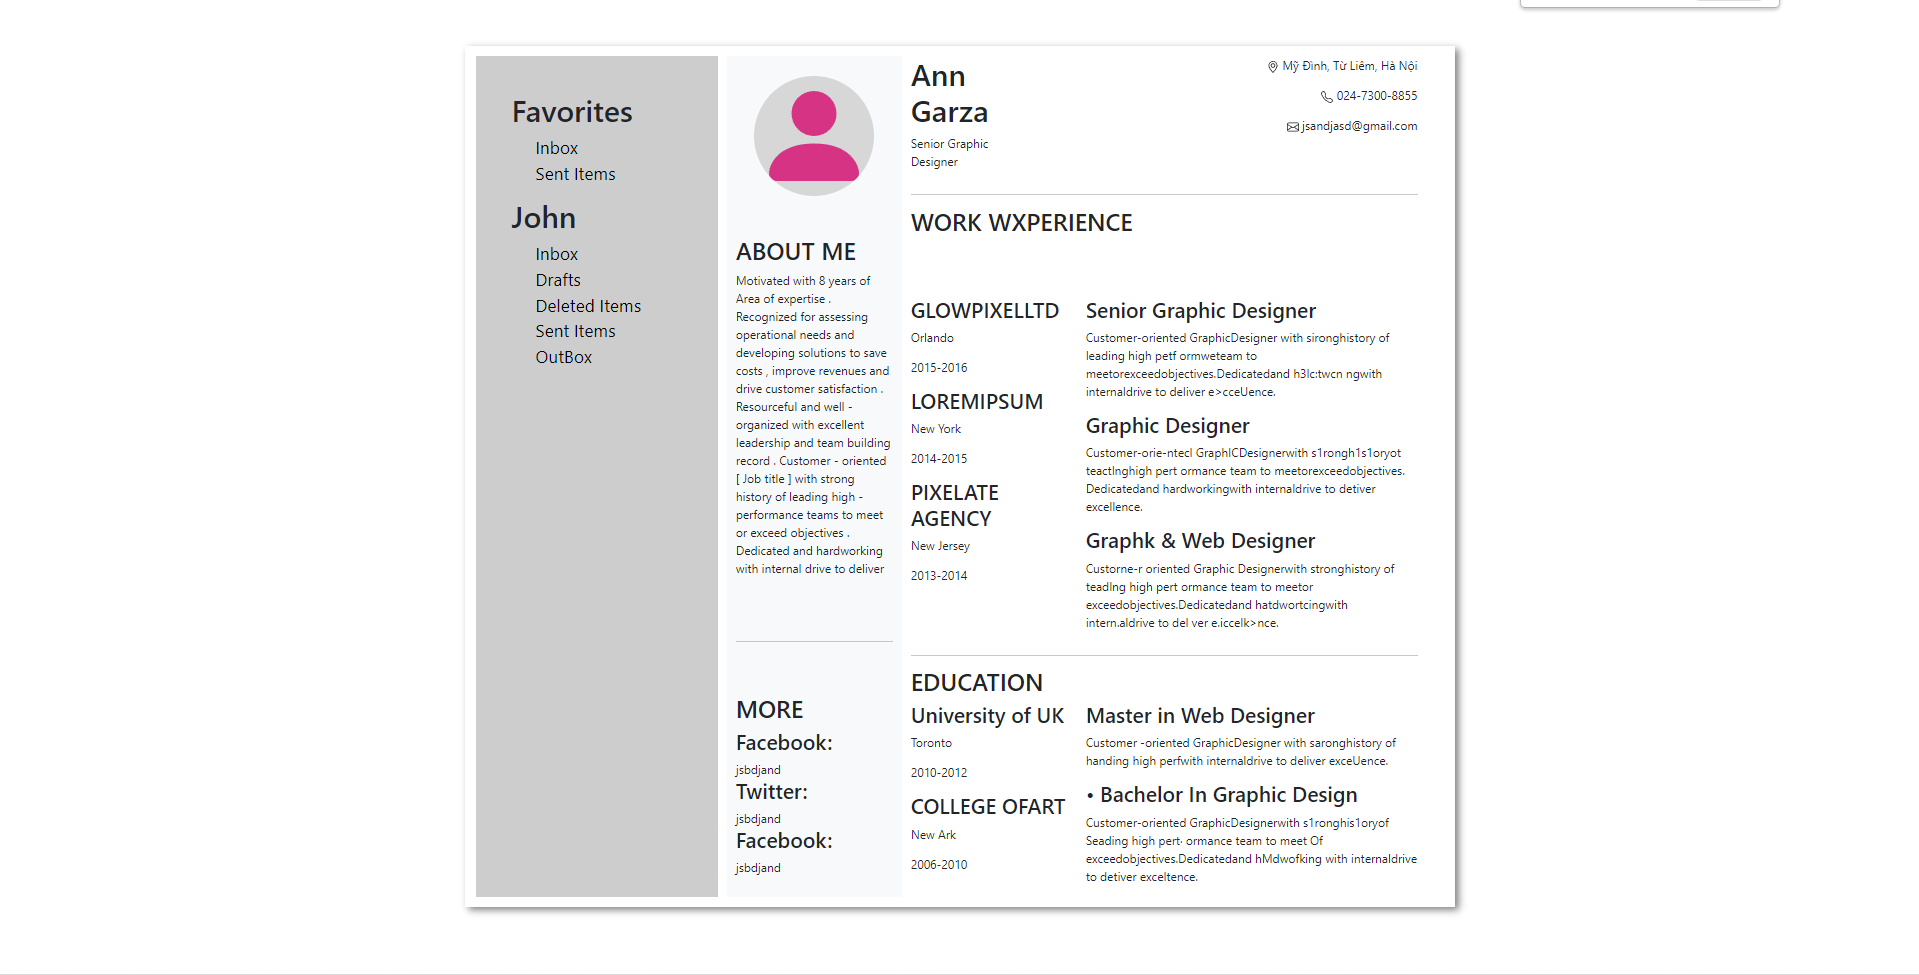 Favorites
Inbox
Sent Items
John
Inbox
Drafts
Deleted Items
Sent Items
OutBox
ABOUT ME
Motivated with 8 years of
Area of expertise .
Recognized for assessing
operational needs and
developing solutions to save
costs , improve revenues and
drive customer satisfaction .
Resourceful and well -
organized with excellent
leadership and team building
record . Customer - oriented
[ Job title ] with strong
history of leading high -
performance teams to meet
or exceed objectives .
Dedicated and hardworking
with internal drive to deliver
MORE
Facebook:
jsbdjand
Twitter:
jsbdjand
Facebook:
jsbdjand
Ann
Garza
Senior Graphic
Designer
Mỹ Đình, Từ Liêm, Hà Nội
024-7300-8855
jsandjasd@gmail.com
WORK WXPERIENCE
GLOWPIXELLTD
Orlando
2015-2016
LOREMIPSUM
New York
2014-2015
PIXELATE
AGENCY
New Jersey
2013-2014
Senior Graphic Designer
Customer-oriented GraphicDesigner with sironghistory of
leading high petf ormweteam to
meetorexceedobjectives.Dedicatedand h3lc:twcn ngwith
internaldrive to deliver e>cceUence.
Graphic Designer
Customer-orie-ntecl GraphlCDesignerwith s1rongh1s1oryot
teactlnghigh pert ormance team to meetorexceedobjectives.
Dedicatedand hardworkingwith internaldrive to detiver
excellence.
Graphk & Web Designer
Custorne-r oriented Graphic Designerwith stronghistory of
teadlng high pert ormance team to meetor
exceedobjectives.Dedicatedand hatdwortcingwith
intern.aldrive to del ver e.iccelk>nce.
EDUCATION
University of UK
Toronto
2010-2012
COLLEGE OFART
New Ark
2006-2010
Master in Web Designer
Customer -oriented GraphicDesigner with saronghistory of
handing high perfwith internaldrive to deliver exceUence.
• Bachelor In Graphic Design
Customer-oriented GraphicDesignerwith s1ronghis1oryof
Seading high pert· ormance team to meet Of
exceedobjectives.Dedicatedand hMdwofking with internaldrive
to detiver exceltence.